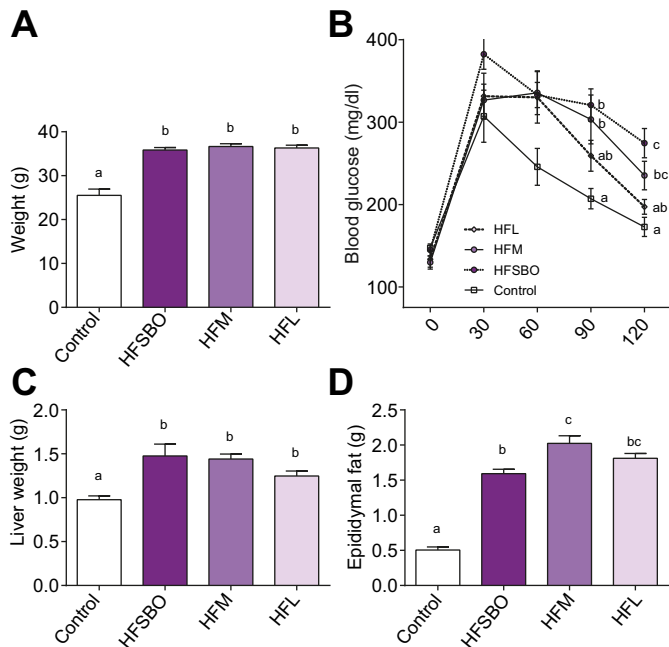 A
Weight (g)
40
30
20
10
0
a
b
b
b
Control
HFSBO
HFM
HFL
B
Blood glucose (mg/dl)
400
300
200
100
b
b
ab
a
c
bc
ab
a
HFL
HFM
HFSBO
Control
0
30
60
90
120
C
Liver weight (g)
2.0
1.5
1.0
0.5
0.0
a
b
b
b
Control
HFSBO
HFM
HFL
D
Epididymal fat (g)
2.5
2.0
1.5
1.0
0.5
0.0
a
b
c
bc
Control
HFSBO
HFM
HFL